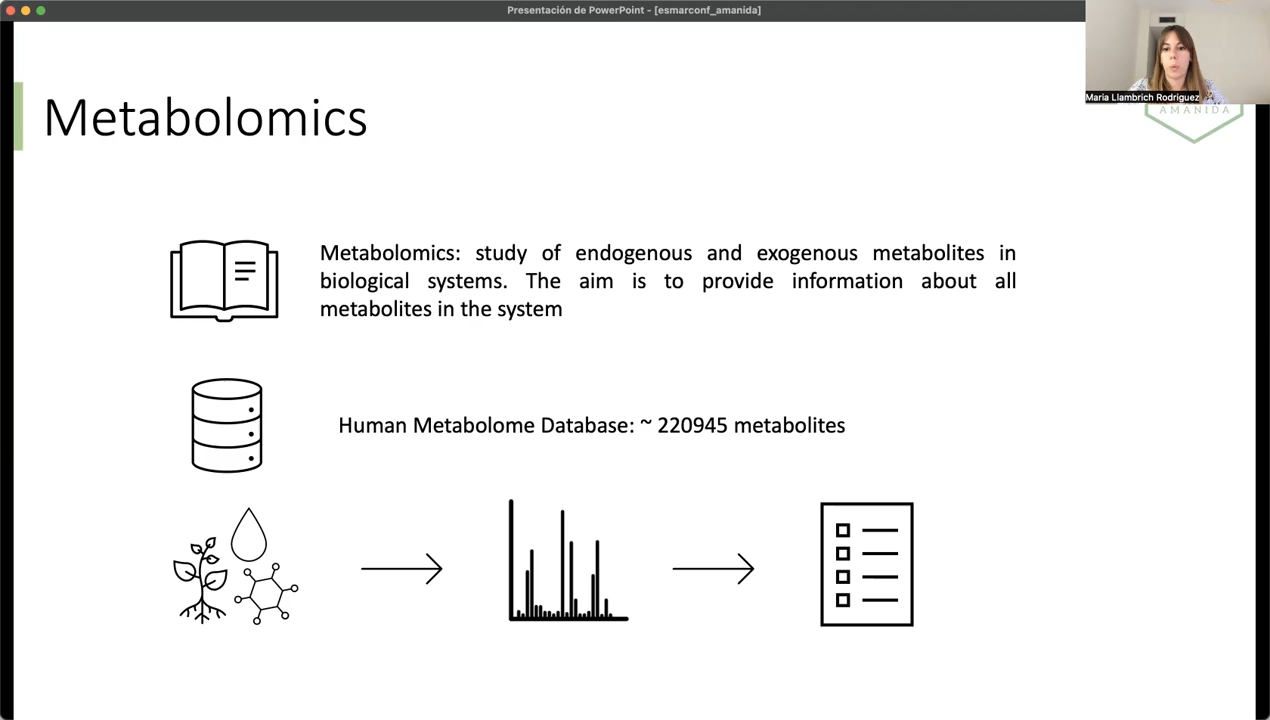 Presentación de PowerPoint - [esmarconf_amanida]
Maria Llambrich Rodriguez
AMANIDA
Metabolomics
Metabolomics: study of endogenous and exogenous metabolites in
biological systems. The aim is to provide information about all
metabolites in the system
Human Metabolome Database: ~ 220945 metabolites